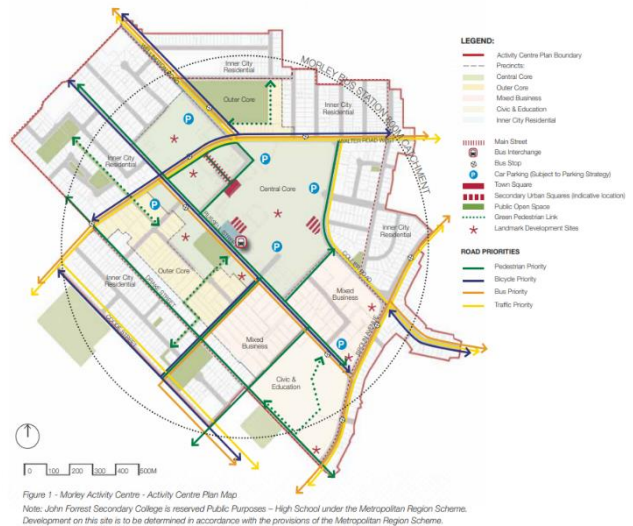 LEGEND:
Activity Centre Plan Boundary
Precincts:
Central Core
Outer Core
Mixed Business
Civic & Education
Inner City Residential
Main Street
Bus Interchange
Bus Stop
P
Car Parking (Subject to Parking Strategy)
Town Square
Secondary Urban Squares (Indicative location)
Public Open Space
Green Pedestrian Link
Landmark Development Sites
ROAD PRIORITIES
Pedestrian Priority
Bicycle Priority
Bus Priority
Traffic Priority
Inner City
Residential
Outer Core
Inner City
Residential
MORLEY BUS STATION
CATCHMENT
P
WALTER ROAD WEST
Inner City
Residential
P
Central Core
P
P
Inner City
Residential
P
COLLIER ROAD
Outer Core
Inner City
Residential
Mixed
Business
Mixed
Business
P
Civic &
Education
0 100 200 300 400 500M
Figure 1 - Morley Activity Centre - Activity Centre Plan Map
Note: John Forrest Secondary College is reserved Public Purposes – High School under the Metropolitan Region Scheme.
Development on this site is to be determined in accordance with the provisions of the Metropolitan Region Scheme.